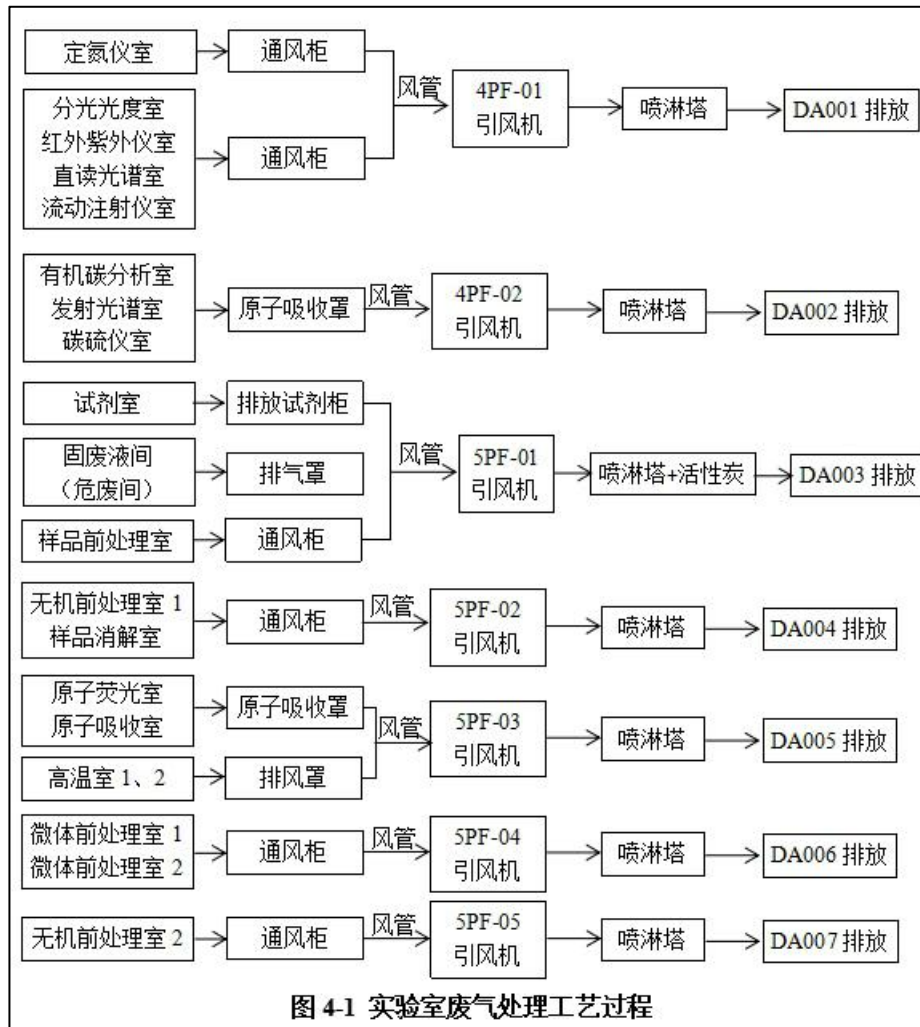 定氮仪室
通风柜
分光光度室
红外紫外仪室
直读光谱室
流动注射仪室
通风柜
风管
4PF-01
引风机
喷淋塔
DA001 排放
有机碳分析室
发射光谱室
碳硫仪室
原子吸收罩
风管
4PF-02
引风机
喷淋塔
DA002 排放
试剂室
排放试剂柜
固废液间
（危废间）
排气罩
样品前处理室
通风柜
风管
5PF-01
引风机
喷淋塔+活性炭
DA003 排放
无机前处理室 1
样品消解室
通风柜
风管
5PF-02
引风机
喷淋塔
DA004 排放
原子荧光室
原子吸收室
原子吸收罩
高温室 1、2
排风罩
风管
5PF-03
引风机
喷淋塔
DA005 排放
微体前处理室 1
微体前处理室 2
通风柜
风管
5PF-04
引风机
喷淋塔
DA006 排放
无机前处理室 2
通风柜
风管
5PF-05
引风机
喷淋塔
DA007 排放
图 4-1 实验室废气处理工艺过程